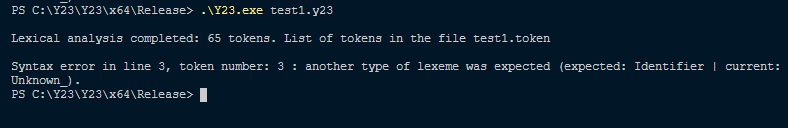 PS C:\Y23\Y23\x64\Release> .\Y23.exe test1.y23
Lexical analysis completed: 65 tokens. List of tokens in the file test1.token
Syntax error in line 3, token number: 3 : another type of lexeme was expected (expected: Identifier | current:
Unknown_).
PS C:\Y23\Y23\x64\Release>